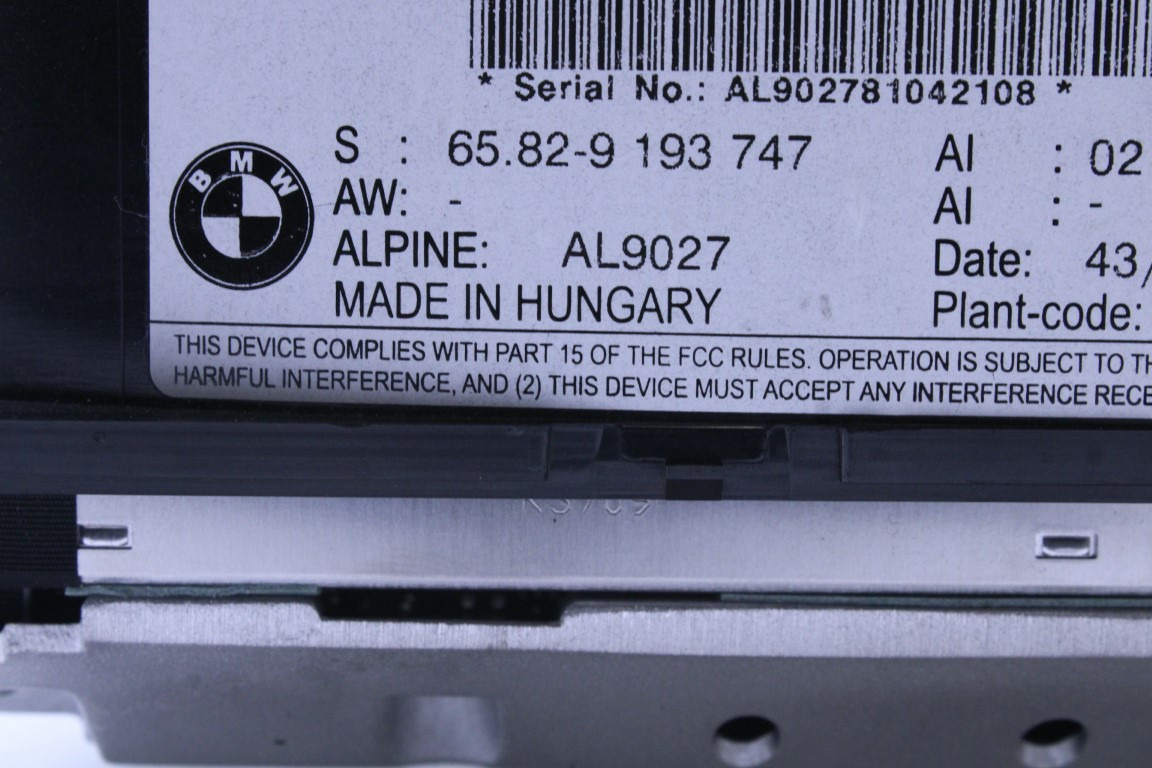 * Serial No.: AL902781042108 *
S : 65.82-9 193 747 AI : 02
BMW
AW: - AI : -
ALPINE: AL9027 Date: 43/
MADE IN HUNGARY Plant-code:
THIS DEVICE COMPLIES WITH PART 15 OF THE FCC RULES. OPERATION IS SUBJECT TO TH
HARMFUL INTERFERENCE, AND (2) THIS DEVICE MUST ACCEPT ANY INTERFERENCE RECE